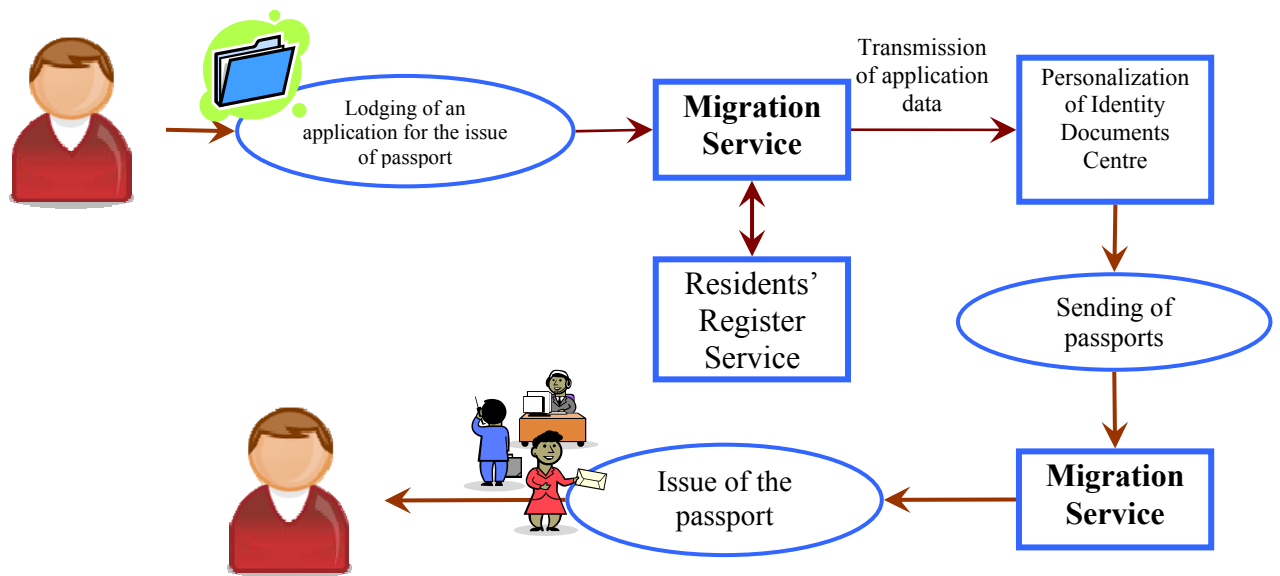 Lodging of an
application for the issue
of passport
Migration
Service
Transmission
of application
data
Personalization
of Identity
Documents
Centre
Residents’
Register
Service
Sending of
passports
Migration
Service
Issue of the
passport